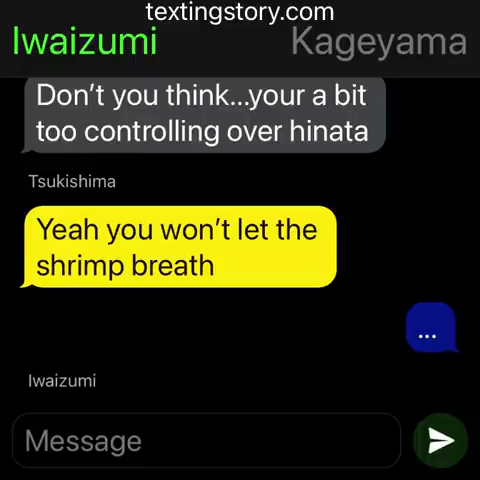 textingstory.com
Iwaizumi Kageyama
Don't you think...your a bit
too controlling over hinata
Tsukishima
Yeah you won't let the
shrimp breath
...
Iwaizumi
Message